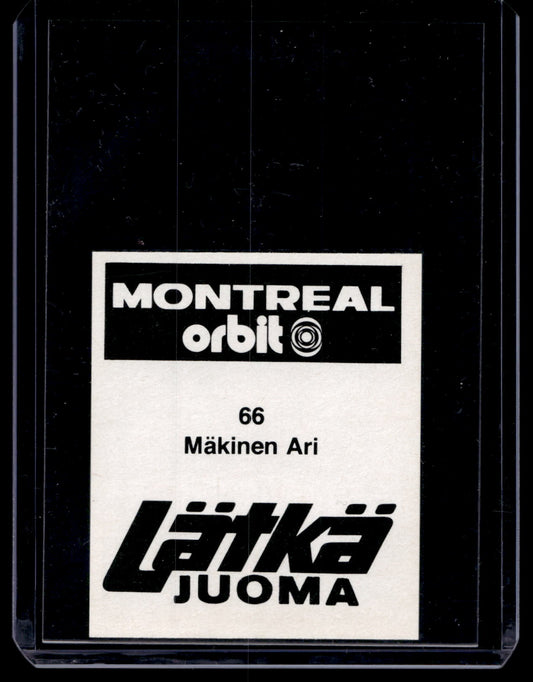 MONTREAL
orbit
66
Mäkinen Ari
Lätkä
JUOMA